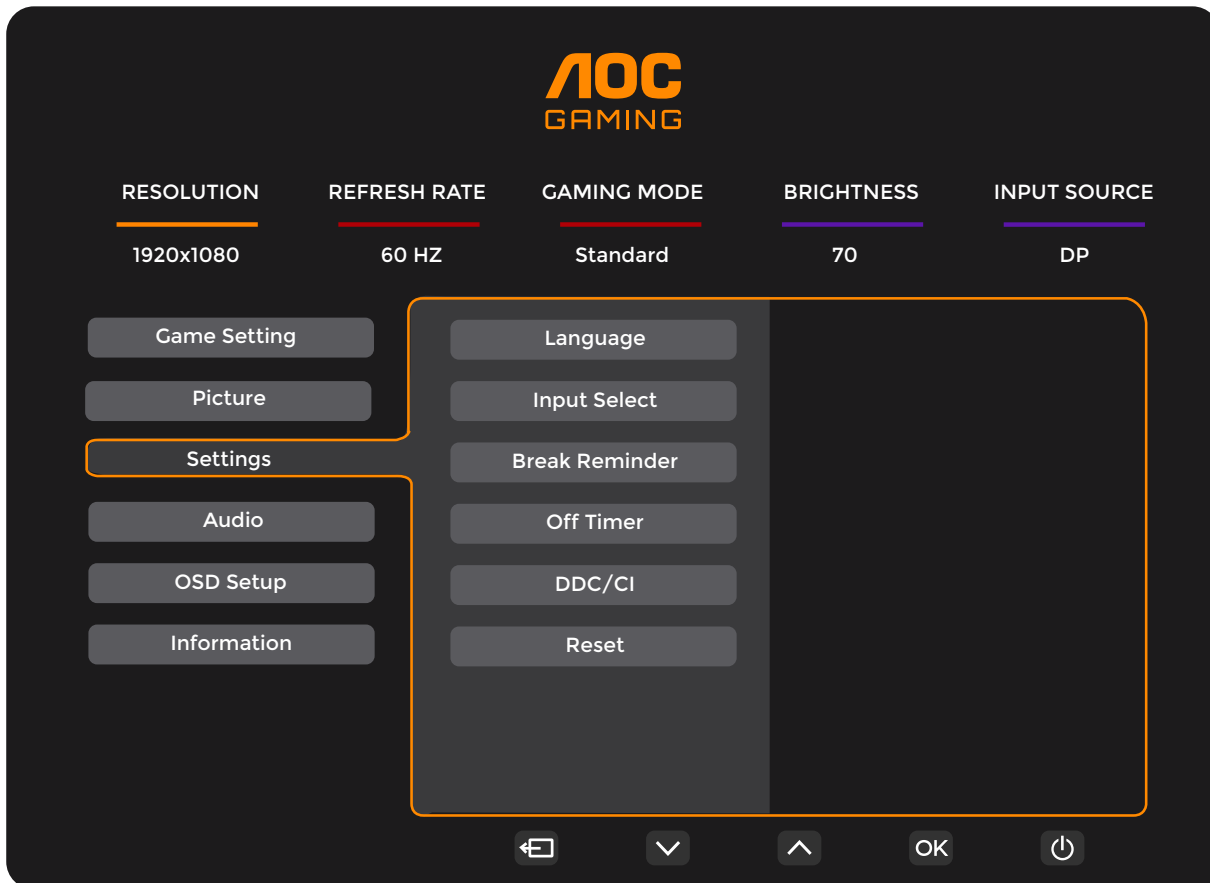 AOC
GAMING
RESOLUTION REFRESH RATE GAMING MODE BRIGHTNESS INPUT SOURCE
1920x1080 60 HZ Standard 70 DP
Game Setting
Picture
Settings
Audio
OSD Setup
Information
Language
Input Select
Break Reminder
Off Timer
DDC/CI
Reset
OK